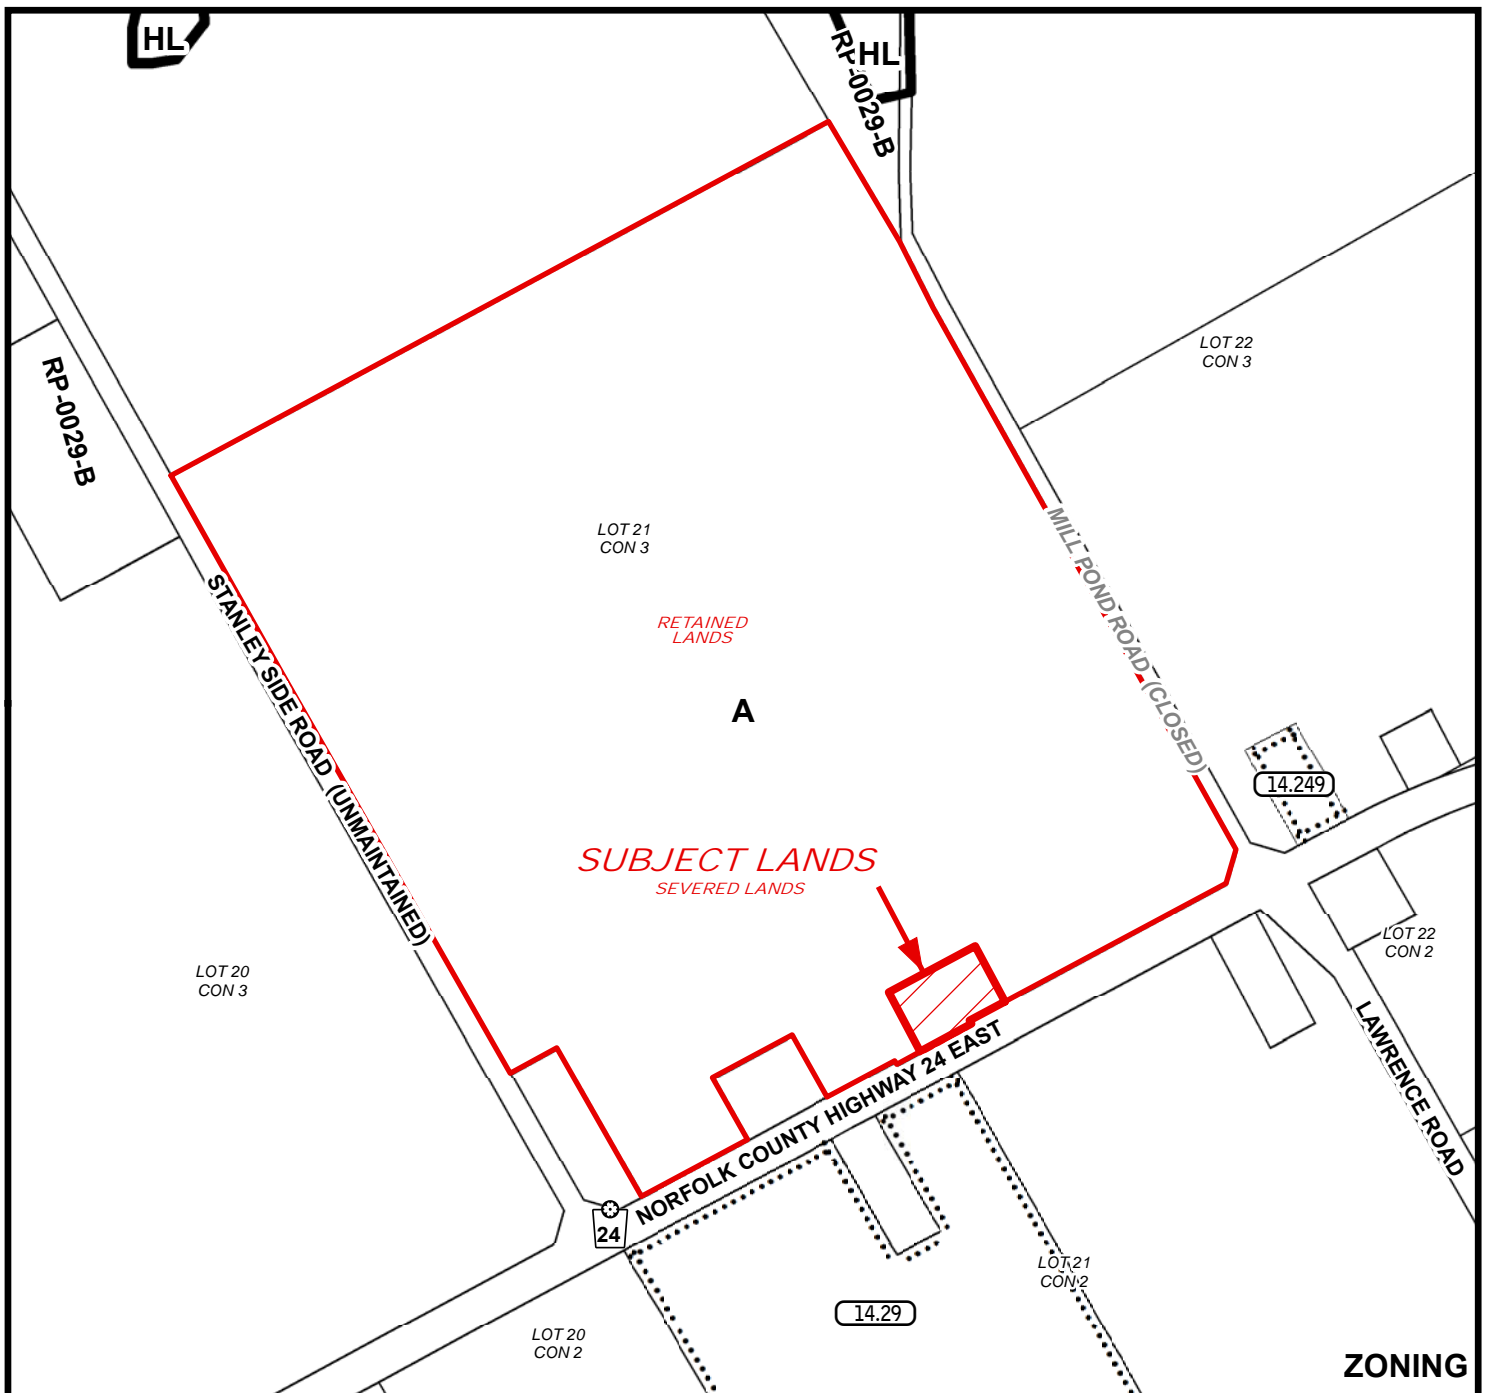 HL
HL
RP-0029-B
LOT 22
CON 3
RP-0029-B
LOT 21
CON 3
MILL POND ROAD (CLOSED)
STANLEY SIDE ROAD (UNMAINTAINED)
RETAINED
LANDS
A
14.249
SUBJECT LANDS
SEVERED LANDS
LOT 22
CON 2
LOT 20
CON 3
LAWRENCE ROAD
NORFOLK COUNTY HIGHWAY 24 EAST
24
LOT 21
CON 2
14.29
LOT 20
CON 2
ZONING